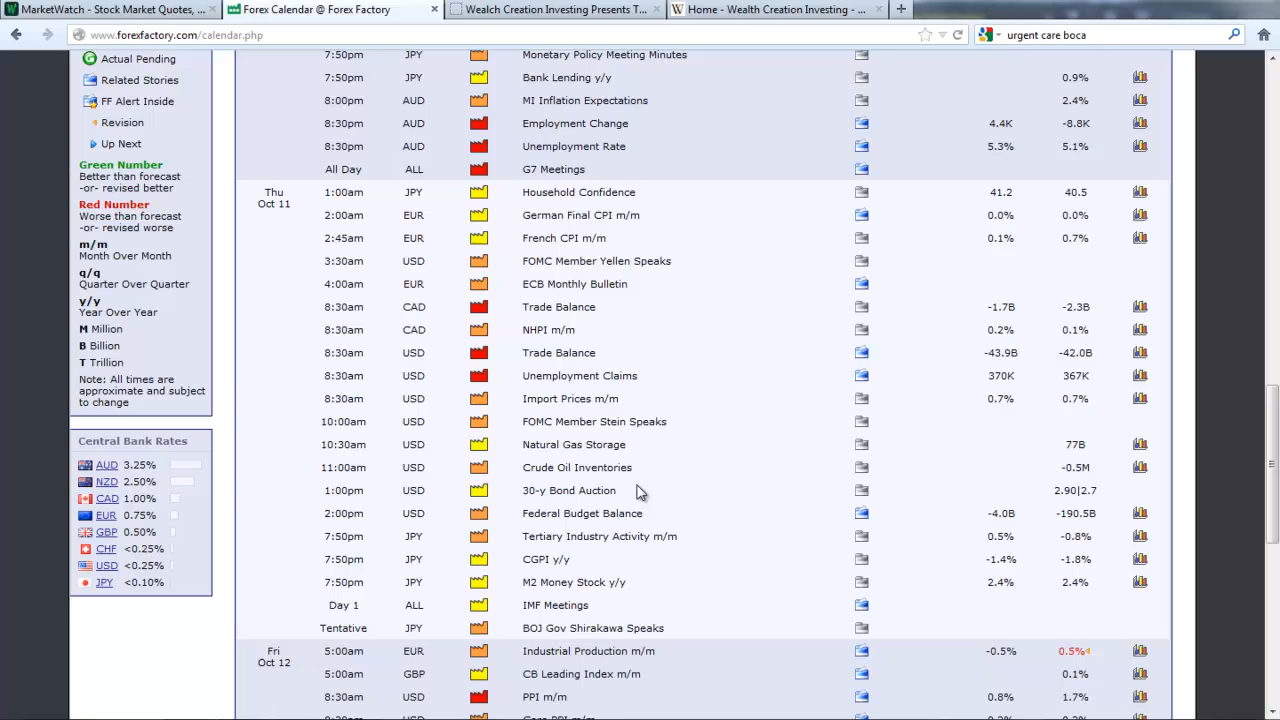 MarketWatch - Stock Market Quotes, ... × Forex Calendar @ Forex Factory × Wealch Creation Investing Presents T... × Home - Wealth Creation Investing - ... × +
www.forexfactory.com/calendar.php urgent care boca
Actual Pending
Related Stories
FF Alert Inside
Revision
Up Next
Green Number
Better than forecast
-or- revised better
Red Number
Worse than forecast
-or- revised worse
m/m
Month Over Month
q/q
Quarter Over Quarter
y/y
Year Over Year
M Million
B Billion
T Trillion
Note: All times are
approximate and subject
to change
Central Bank Rates
AUD 3.25%
NZD 2.50%
CAD 1.00%
EUR 0.75%
GBP 0.50%
CHF <0.25%
USD <0.25%
JPY <0.10%
7:50pm JPY Monetary Policy Meeting Minutes
7:50pm JPY Bank Lending y/y 0.9%
8:00pm AUD MI Inflation Expectations 2.4%
8:30pm AUD Employment Change 4.4K -8.8K
8:30pm AUD Unemployment Rate 5.3% 5.1%
All Day ALL G7 Meetings
Thu 1:00am JPY Household Confidence 41.2 40.5
Oct 11
2:00am EUR German Final CPI m/m 0.0% 0.0%
:45am EUR French CPI m/m 0.1% 0.7%
3:30am USD FOMC Member Yellen Speaks
:00am EUR ECB Monthly Bulletin
8:30am CAD Trade Balance -1.7B -2.3B
8:30am CAD NHPI m/m 0.2% 0.1%
8:30am USD Trade Balance -43.9B -42.0B
8:30am USD Unemployment Claims 370K 367K
8:30am USD Import Prices m/m 0.7% 0.7%
:00am USD FOMC Member Stein Speaks
10:30am USD Natural Gas Storage 77B
11:00am USD Crude Oil Inventories -0.5M
:00pm USD 30-y Bond Auction 2.90|2.7
2:00pm USD Federal Budget Balance -4.0B -190.5B
7:50pm JPY Tertiary Industry Activity m/m 0.5% -0.8%
7:50pm JPY CGPI y/y -1.4% -1.8%
7:50pm JPY M2 Money Stock y/y 2.4% 2.4%
Day 1 ALL IMF Meetings
Tentative JPY BOJ Gov Shirakawa Speaks
Fri :00am EUR Industrial Production m/m -0.5% 0.5%
Oct 12
:00am GBP CB Leading Index m/m 0.1%
8:30am USD PPI m/m 0.8% 1.7%
8:30am USD Core PPI m/m 0.2% 0.2%